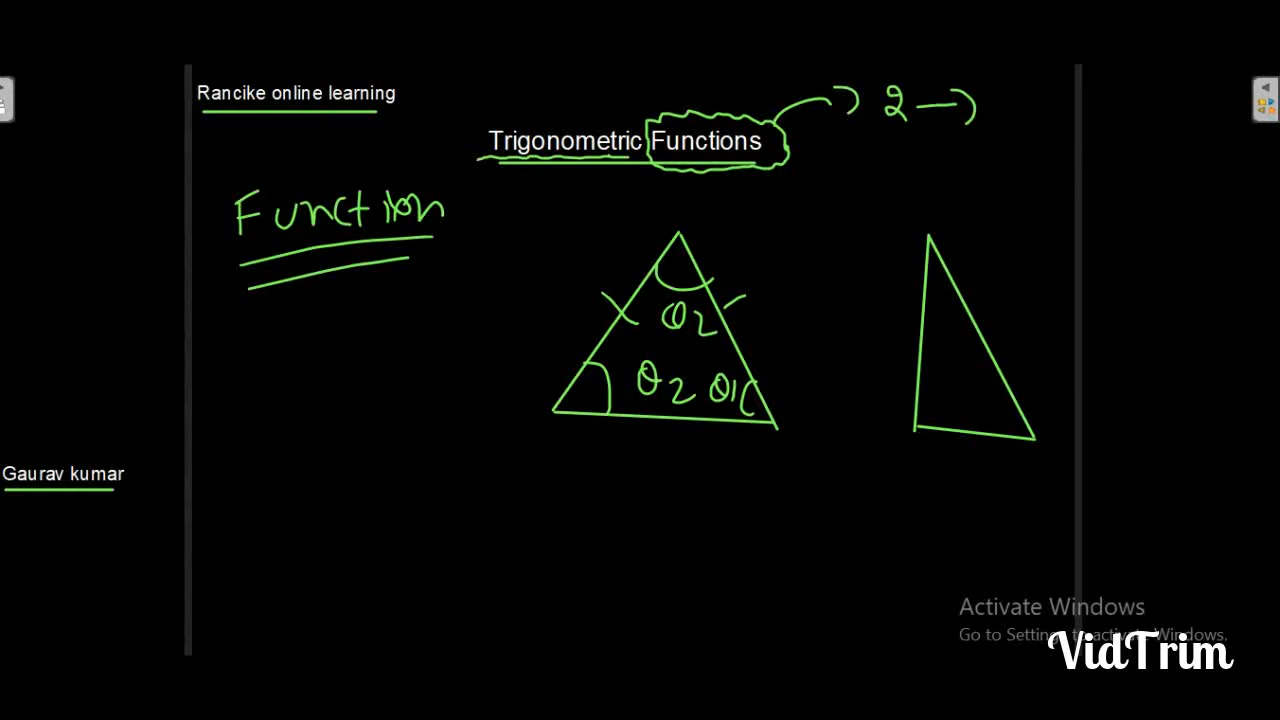 Rancike online learning
2
Trigonometric Functions
Function
θ2
θ2 θ1
Gaurav kumar
Activate Windows
Go to Settings to activate Windows.
VidTrim